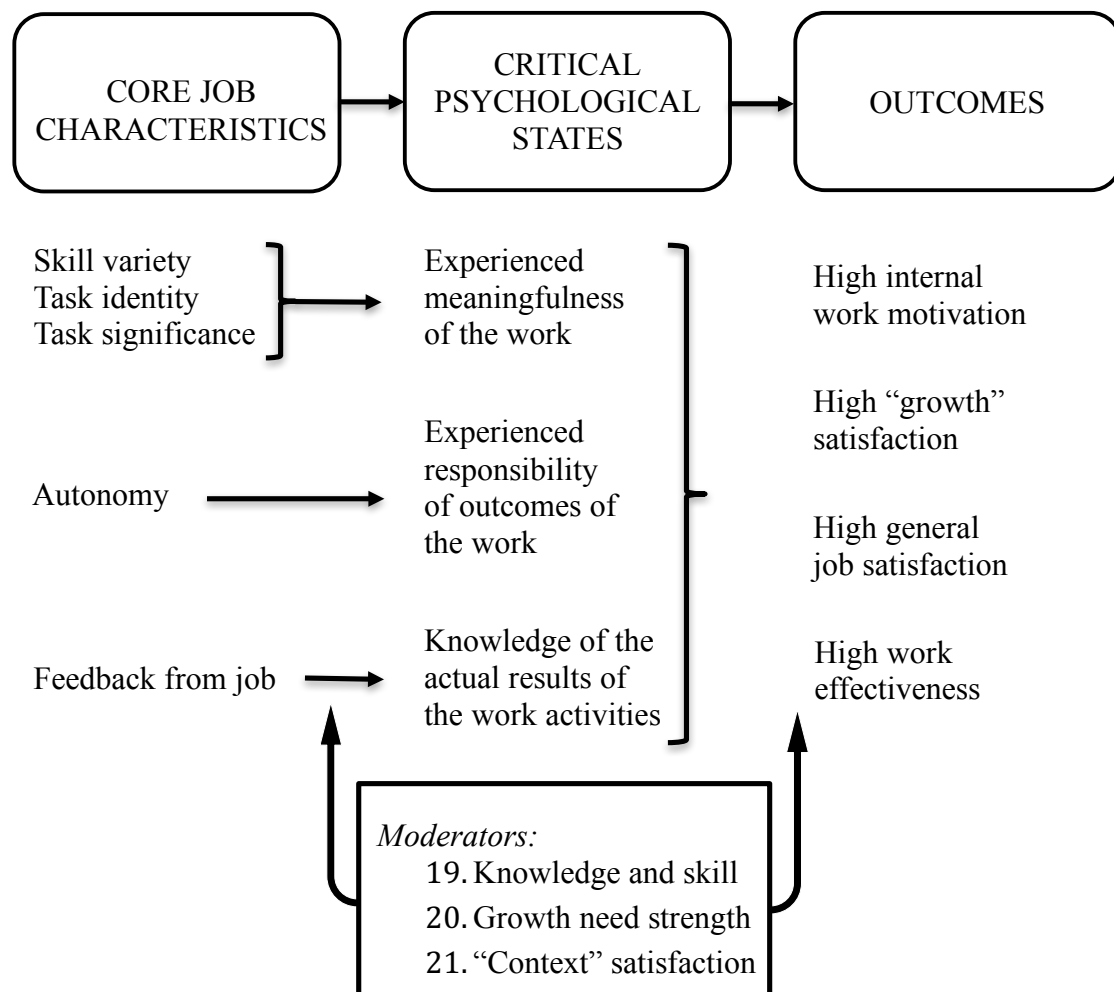 CORE JOB
CHARACTERISTICS
CRITICAL
PSYCHOLOGICAL
STATES
OUTCOMES
Skill variety
Task identity
Task significance
Experienced
meaningfulness
of the work
High internal
work motivation
High “growth”
satisfaction
Autonomy
Experienced
responsibility
of outcomes of
the work
High general
job satisfaction
Feedback from job
Knowledge of the
actual results of
the work activities
High work
effectiveness
Moderators:
19. Knowledge and skill
20. Growth need strength
21. “Context” satisfaction